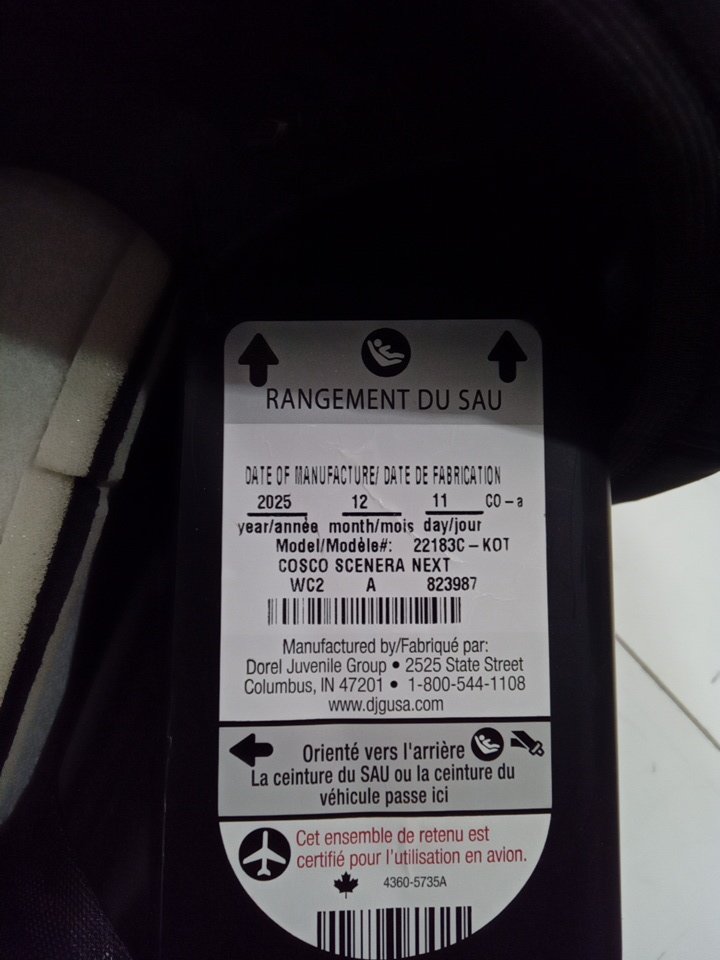 RANGEMENT DU SAU
DATE OF MANUFACTURE/ DATE DE FABRICATION
2025 12 11 CO-a
year/année month/mois day/jour
Model/Modèle#: 22183C-KOT
COSCO SCENERA NEXT
WC2 A 823987
Manufactured by/Fabriqué par:
Dorel Juvenile Group • 2525 State Street
Columbus, IN 47201 • 1-800-544-1108
www.djgusa.com
Orienté vers l'arrière
La ceinture du SAU ou la ceinture du
véhicule passe ici
Cet ensemble de retenu est
certifié pour l'utilisation en avion.
4360-5735A